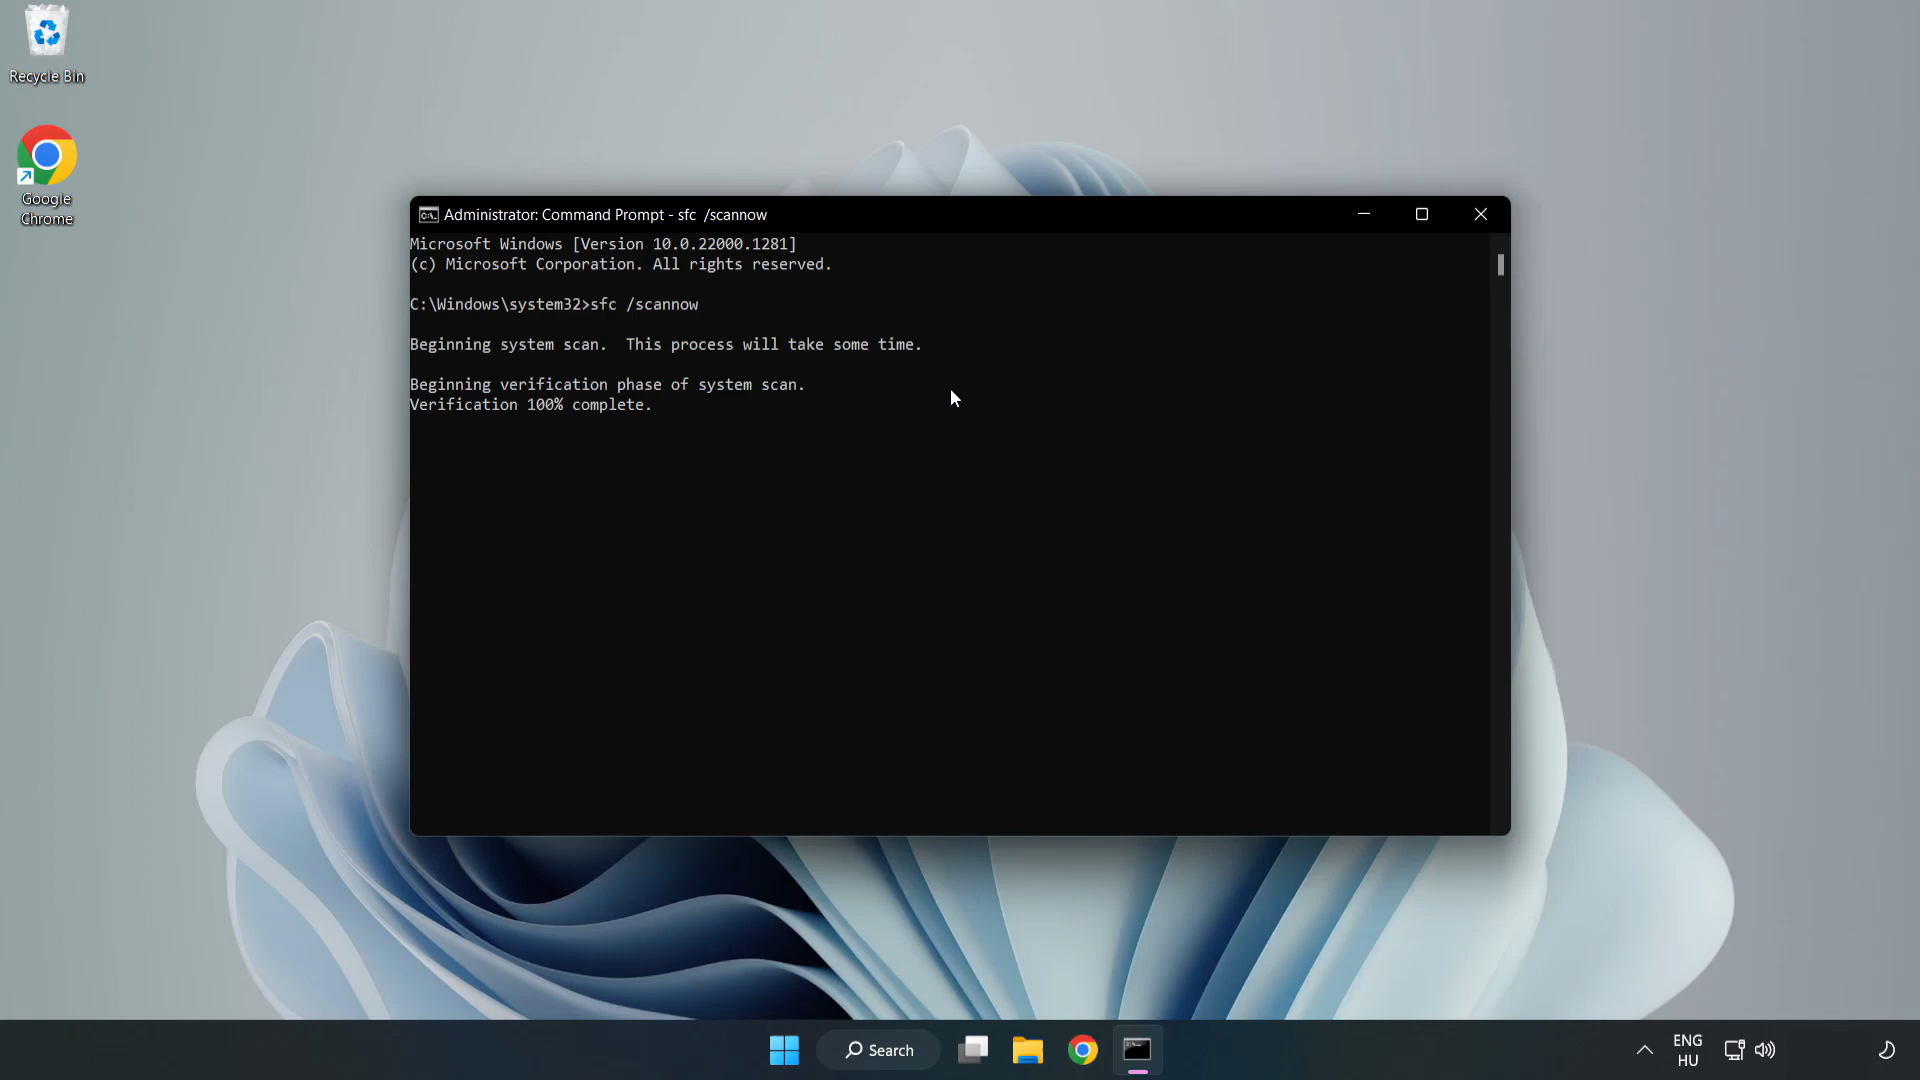 Recycle Bin
Google
Chrome
Administrator: Command Prompt - sfc  /scannow
Microsoft Windows [Version 10.0.22000.1281]
(c) Microsoft Corporation. All rights reserved.
C:\Windows\system32>sfc /scannow
Beginning system scan.  This process will take some time.
Beginning verification phase of system scan.
Verification 100% complete.
Search
ENG
HU